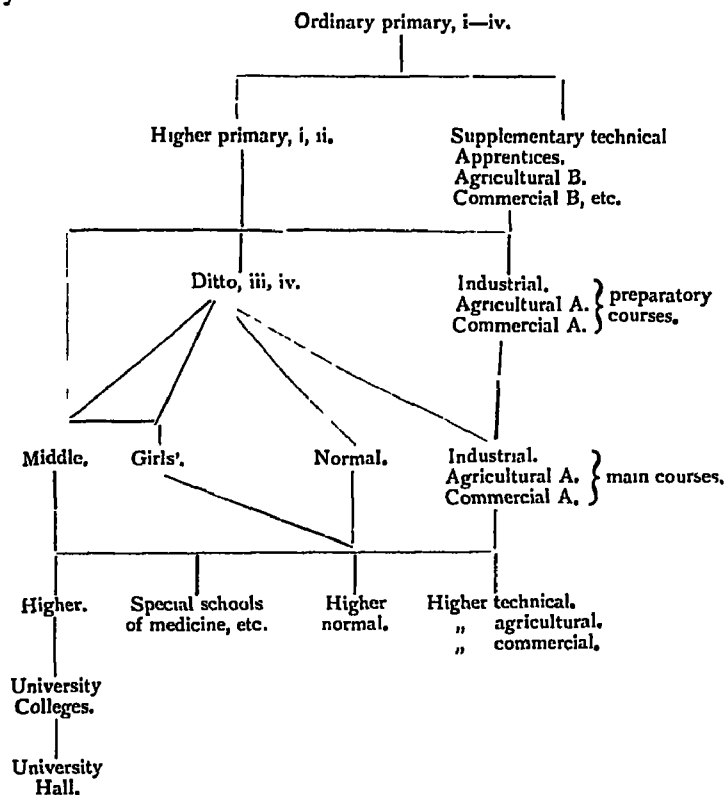 Ordinary primary, i—iv.
Higher primary, i, ii.
Supplementary technical
Apprentices.
Agricultural B.
Commercial B, etc.
Ditto, iii, iv.
Industrial.
Agricultural A.
Commercial A.
preparatory
courses.
Middle.
Girls'.
Normal.
Industrial.
Agricultural A.
Commercial A.
main courses.
Higher.
Special schools
of medicine, etc.
Higher
normal.
Higher technical.
„ agricultural.
„ commercial.
University
Colleges.
University
Hall.